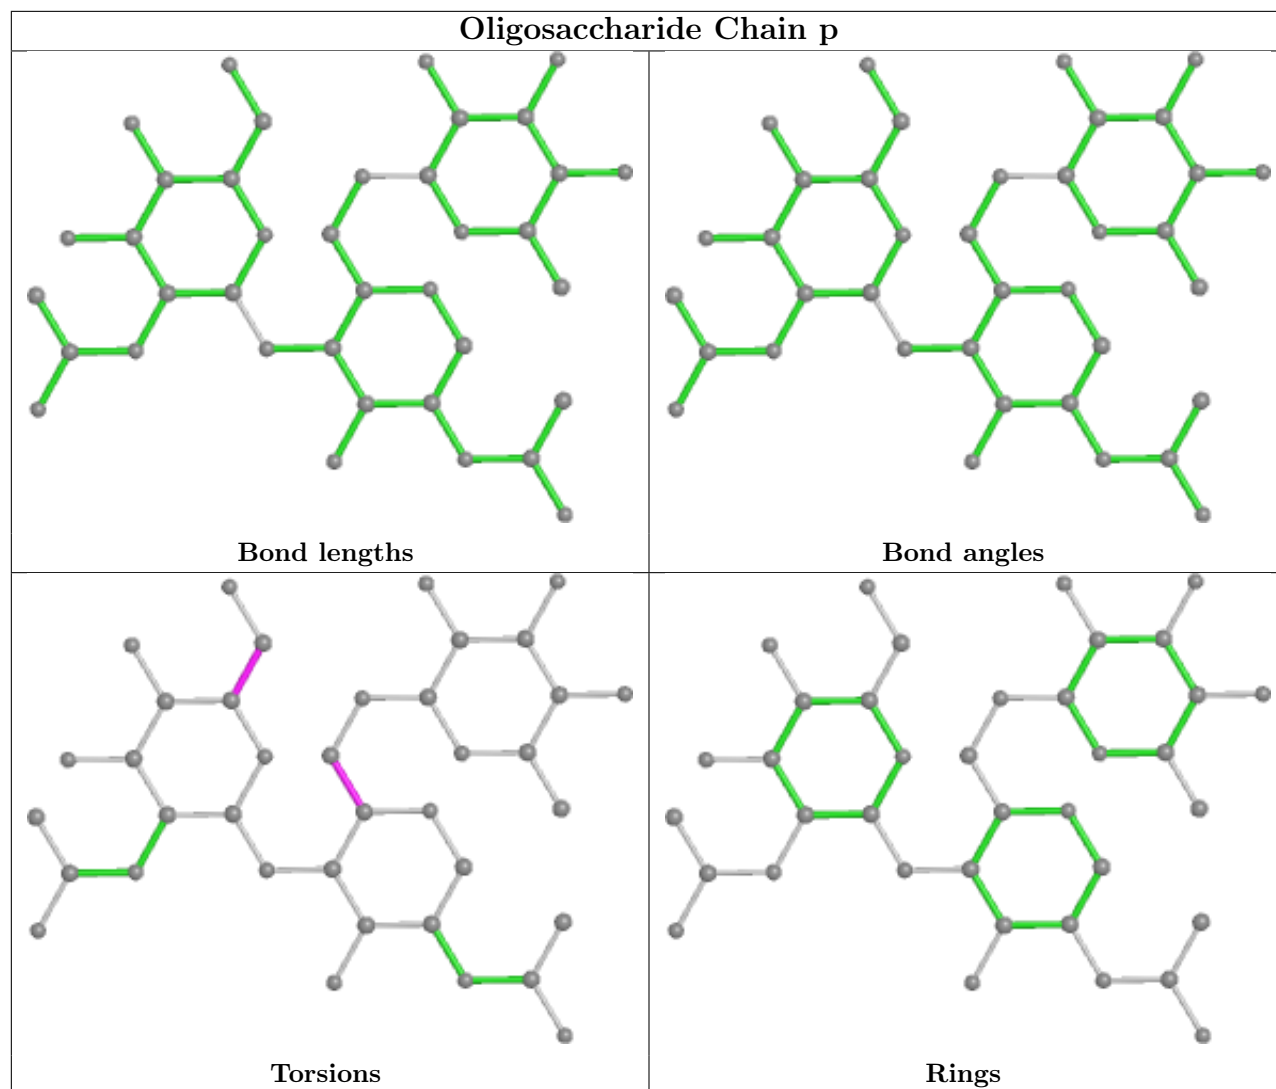 Oligosaccharide Chain p
Bond lengths
Bond angles
Torsions
Rings